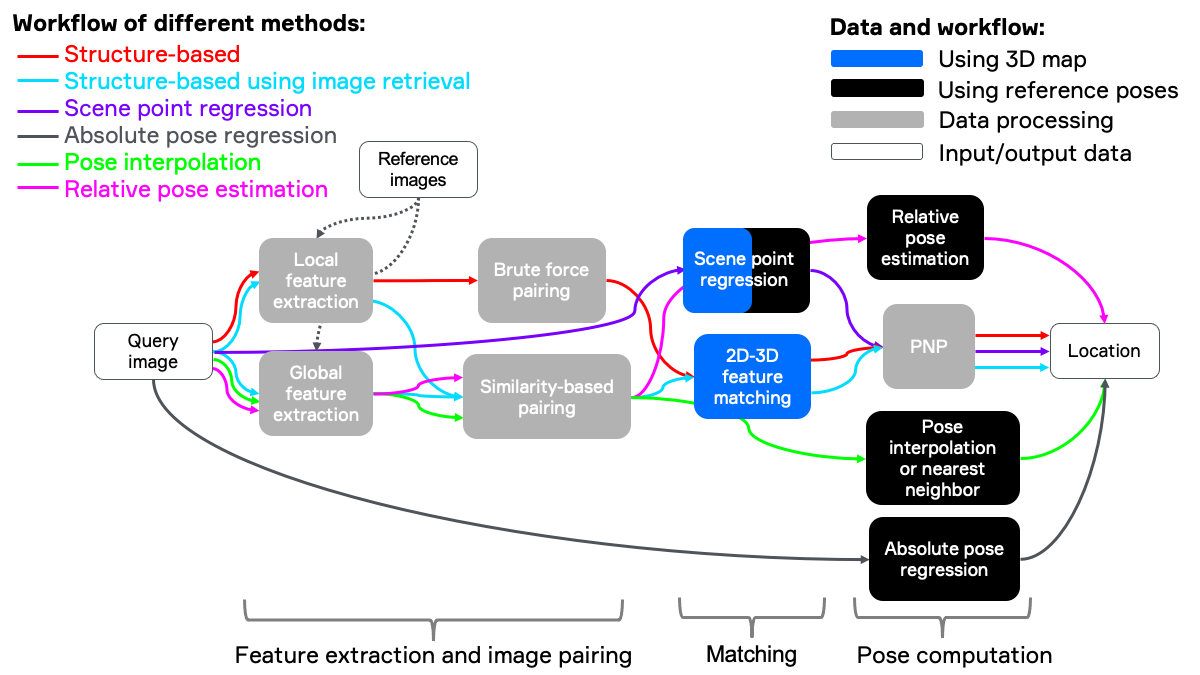 Workflow of different methods:
Structure-based
Structure-based using image retrieval
Scene point regression
Absolute pose regression
Pose interpolation
Relative pose estimation
Data and workflow:
Using 3D map
Using reference poses
Data processing
Input/output data
Reference
images
Query
image
Local
feature
extraction
Global
feature
extraction
Brute force
pairing
Similarity-based
pairing
Scene point
regression
2D-3D
feature
matching
Relative
pose
estimation
PNP
Pose
interpolation
or nearest
neighbor
Absolute pose
regression
Location
Feature extraction and image pairing
Matching
Pose computation